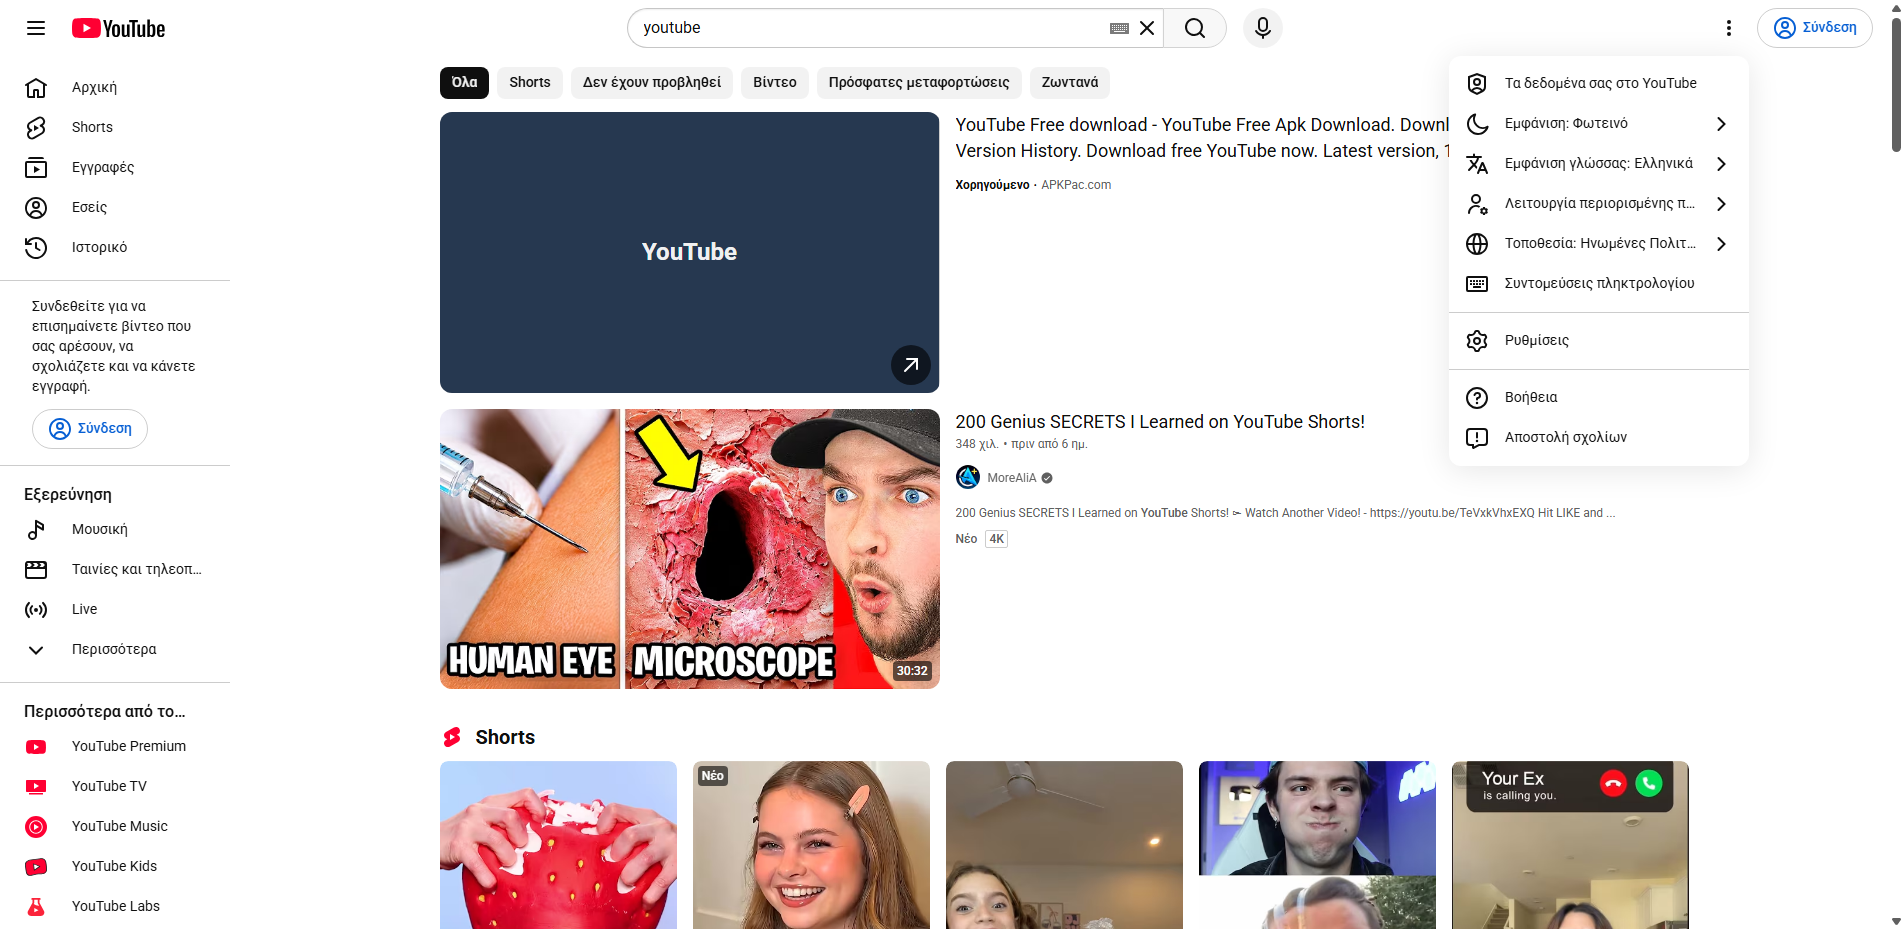 YouTube
youtube
Σύνδεση
Αρχική
Shorts
Εγγραφές
Εσείς
Ιστορικό
Συνδεθείτε για να
επισημαίνετε βίντεο που
σας αρέσουν, να
σχολιάζετε και να κάνετε
εγγραφή.
Σύνδεση
Εξερεύνηση
Μουσική
Ταινίες και τηλεοπ...
Live
Περισσότερα
Περισσότερα από το...
YouTube Premium
YouTube TV
YouTube Music
YouTube Kids
YouTube Labs
Όλα Shorts Δεν έχουν προβληθεί Βίντεο Πρόσφατες μεταφορτώσεις Ζωντανά
YouTube
YouTube Free download - YouTube Free Apk Download. Downl
Version History. Download free YouTube now. Latest version, 1
Χορηγούμενο · APKPac.com
HUMAN EYE MICROSCOPE
30:32
200 Genius SECRETS I Learned on YouTube Shorts!
348 χιλ. • πριν από 6 ημ.
MoreAliA
200 Genius SECRETS I Learned on YouTube Shorts! ➛ Watch Another Video! - https://youtu.be/TeVxkVhxEXQ Hit LIKE and ...
Νέο 4K
Shorts
Νέο
Your Ex
is calling you.
Τα δεδομένα σας στο YouTube
Εμφάνιση: Φωτεινό
Εμφάνιση γλώσσας: Ελληνικά
Λειτουργία περιορισμένης π...
Τοποθεσία: Ηνωμένες Πολιτ...
Συντομεύσεις πληκτρολογίου
Ρυθμίσεις
Βοήθεια
Αποστολή σχολίων